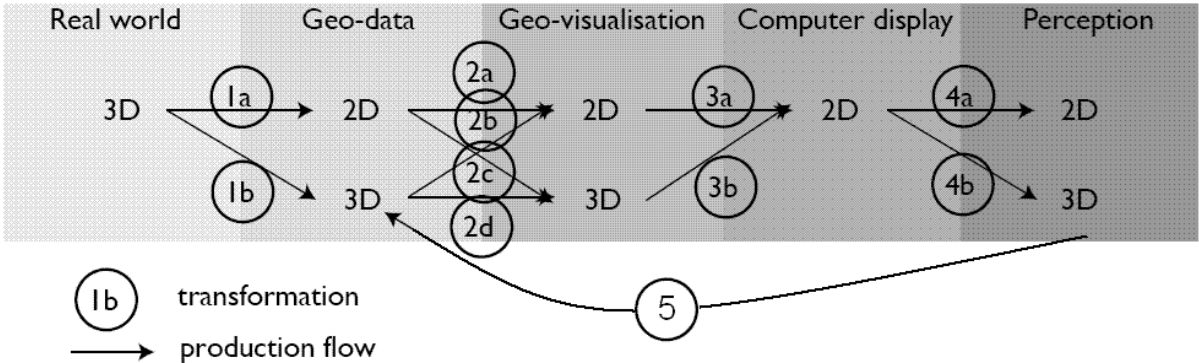 Real world Geo-data Geo-visualisation Computer display Perception
2a
1a 3a 4a
3D 2D 2D 2D 2D
2b
2c
1b 3b 4b
3D 3D 3D
2d
1b transformation
5
production flow